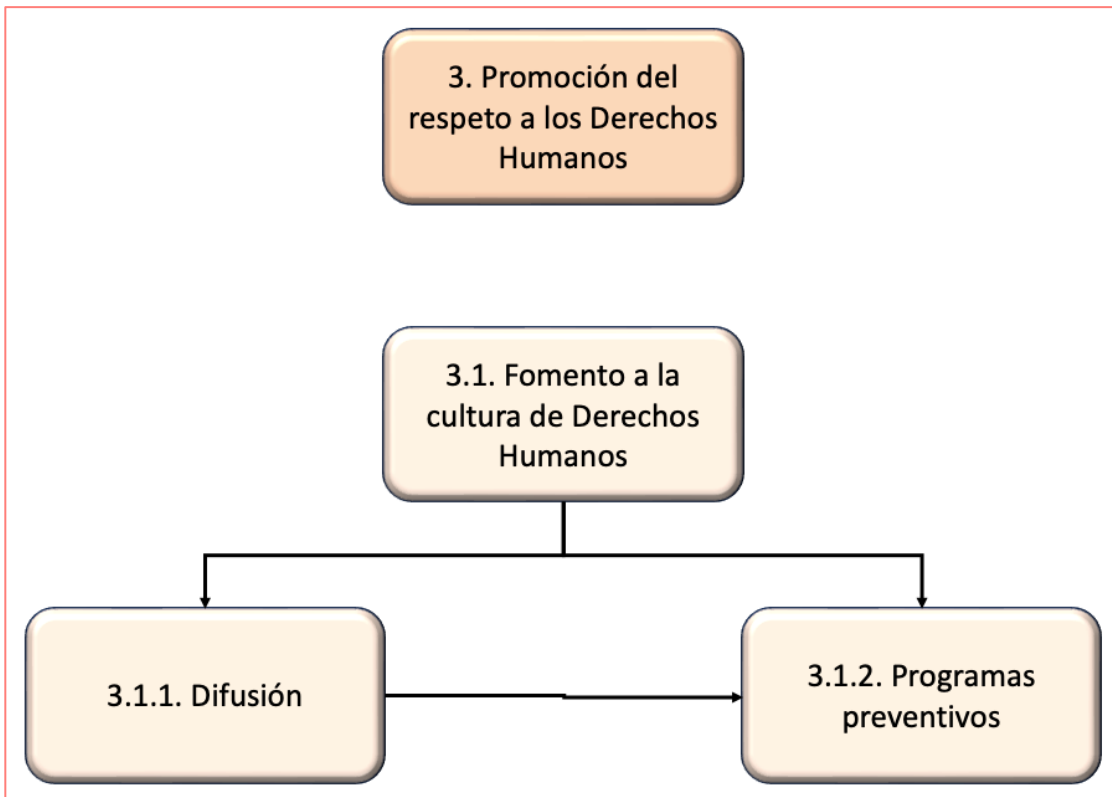 3. Promoción del
respeto a los Derechos
Humanos
3.1. Fomento a la
cultura de Derechos
Humanos
3.1.1. Difusión
3.1.2. Programas
preventivos